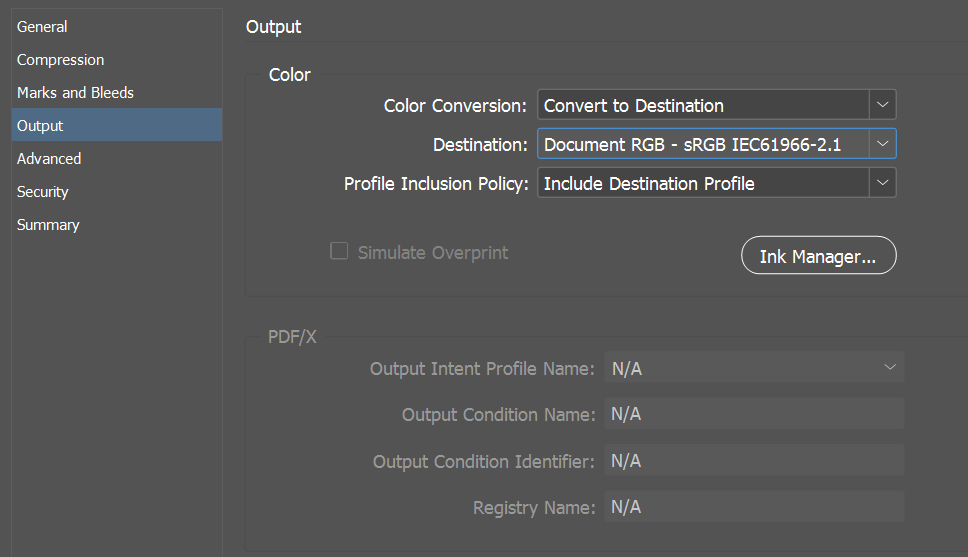 General
Compression
Marks and Bleeds
Output
Advanced
Security
Summary
Output
Color
Color Conversion: Convert to Destination
Destination: Document RGB - sRGB IEC61966-2.1
Profile Inclusion Policy: Include Destination Profile
Simulate Overprint
Ink Manager...
PDF/X
Output Intent Profile Name: N/A
Output Condition Name: N/A
Output Condition Identifier: N/A
Registry Name: N/A